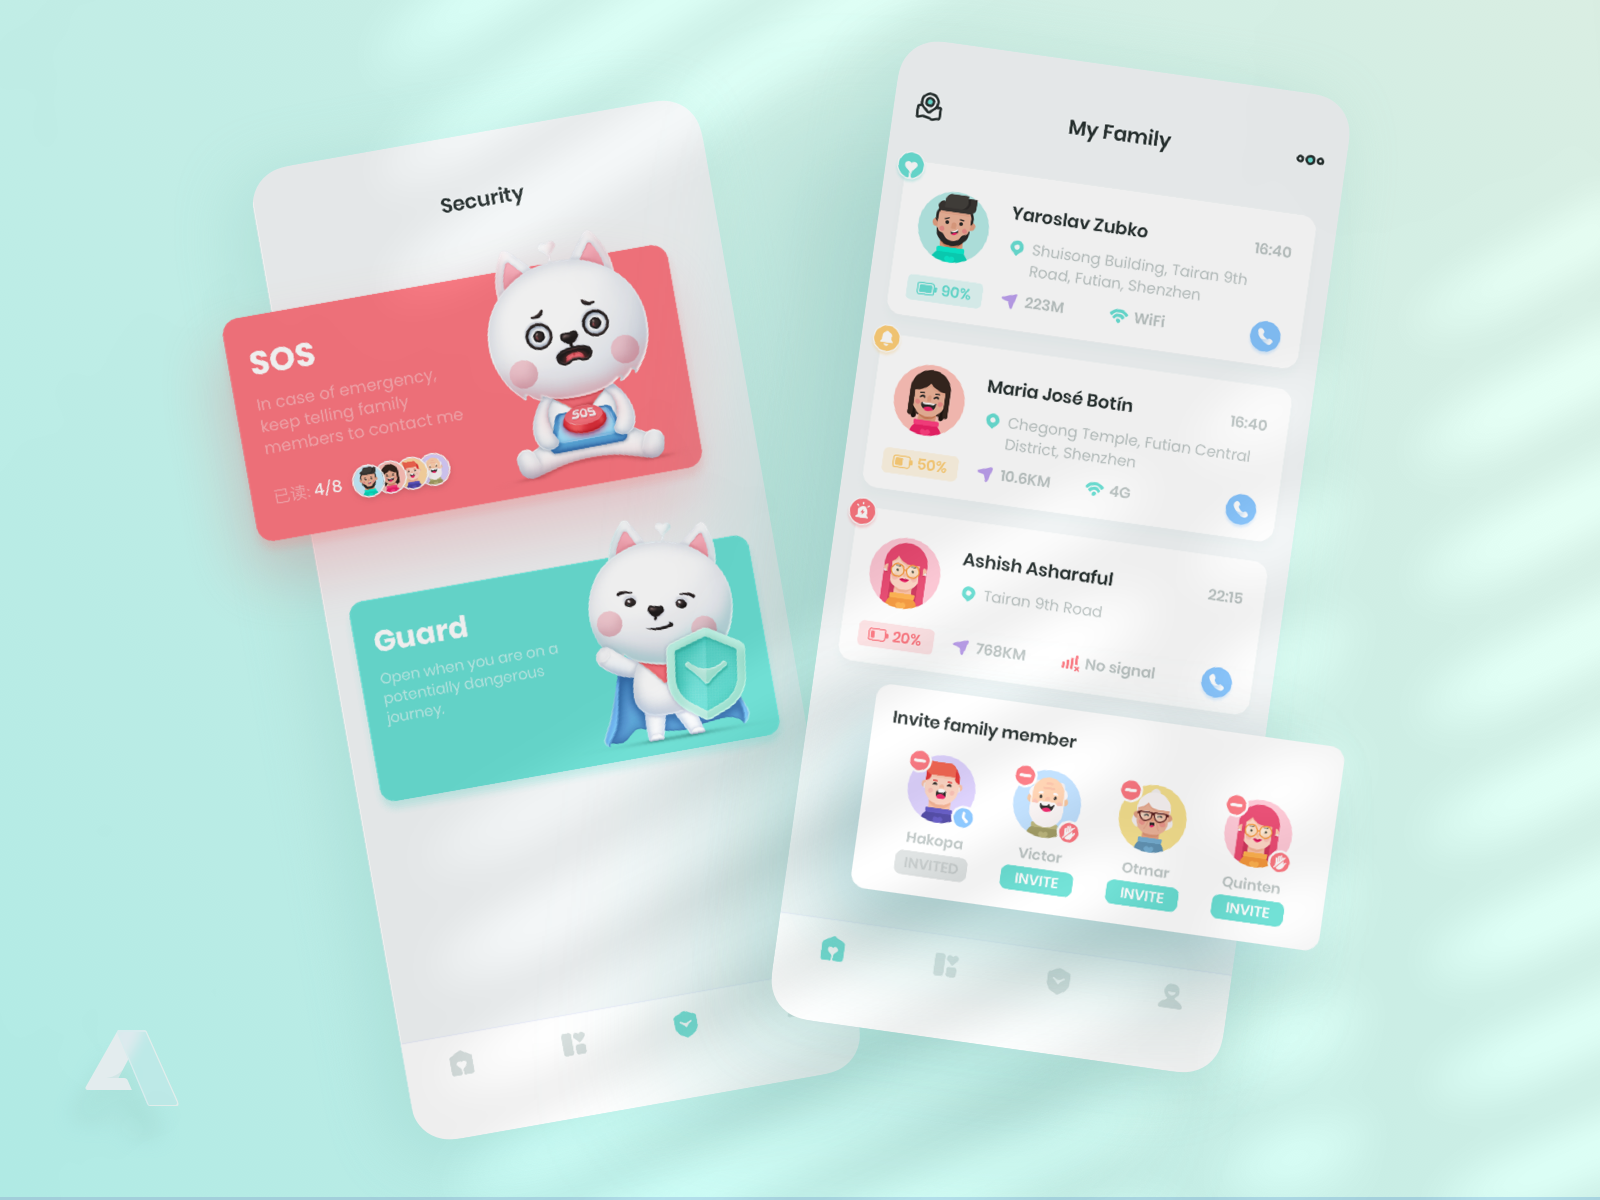 Security
SOS
In case of emergency,
keep telling family
members to contact me
已读: 4/8
SOS
Guard
Open when you are on a
potentially dangerous
journey.
My Family
Yaroslav Zubko
16:40
Shuisong Building, Tairan 9th
Road, Futian, Shenzhen
90%
223M
WiFi
Maria José Botín
16:40
Chegong Temple, Futian Central
District, Shenzhen
50%
10.6KM
4G
Ashish Asharaful
22:15
Tairan 9th Road
20%
768KM
No signal
Invite family member
Hakopa
INVITED
Victor
INVITE
Otmar
INVITE
Quinten
INVITE